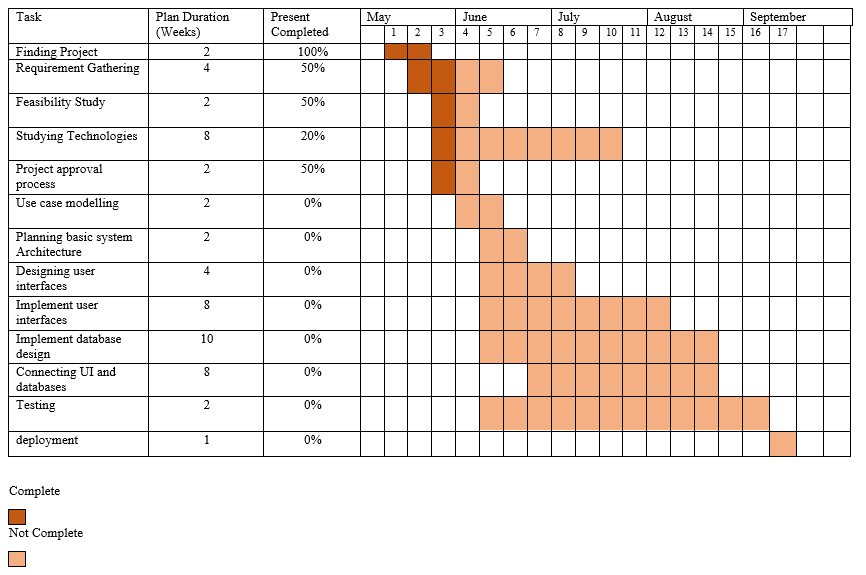 Task Plan Duration Present May June July August September
(Weeks) Completed 1 2 3 4 5 6 7 8 9 10 11 12 13 14 15 16 17
Finding Project 2 100%
Requirement Gathering 4 50%
Feasibility Study 2 50%
Studying Technologies 8 20%
Project approval 2 50%
process
Use case modelling 2 0%
Planning basic system 2 0%
Architecture
Designing user 4 0%
interfaces
Implement user 8 0%
interfaces
Implement database 10 0%
design
Connecting UI and 8 0%
databases
Testing 2 0%
deployment 1 0%
Complete
Not Complete